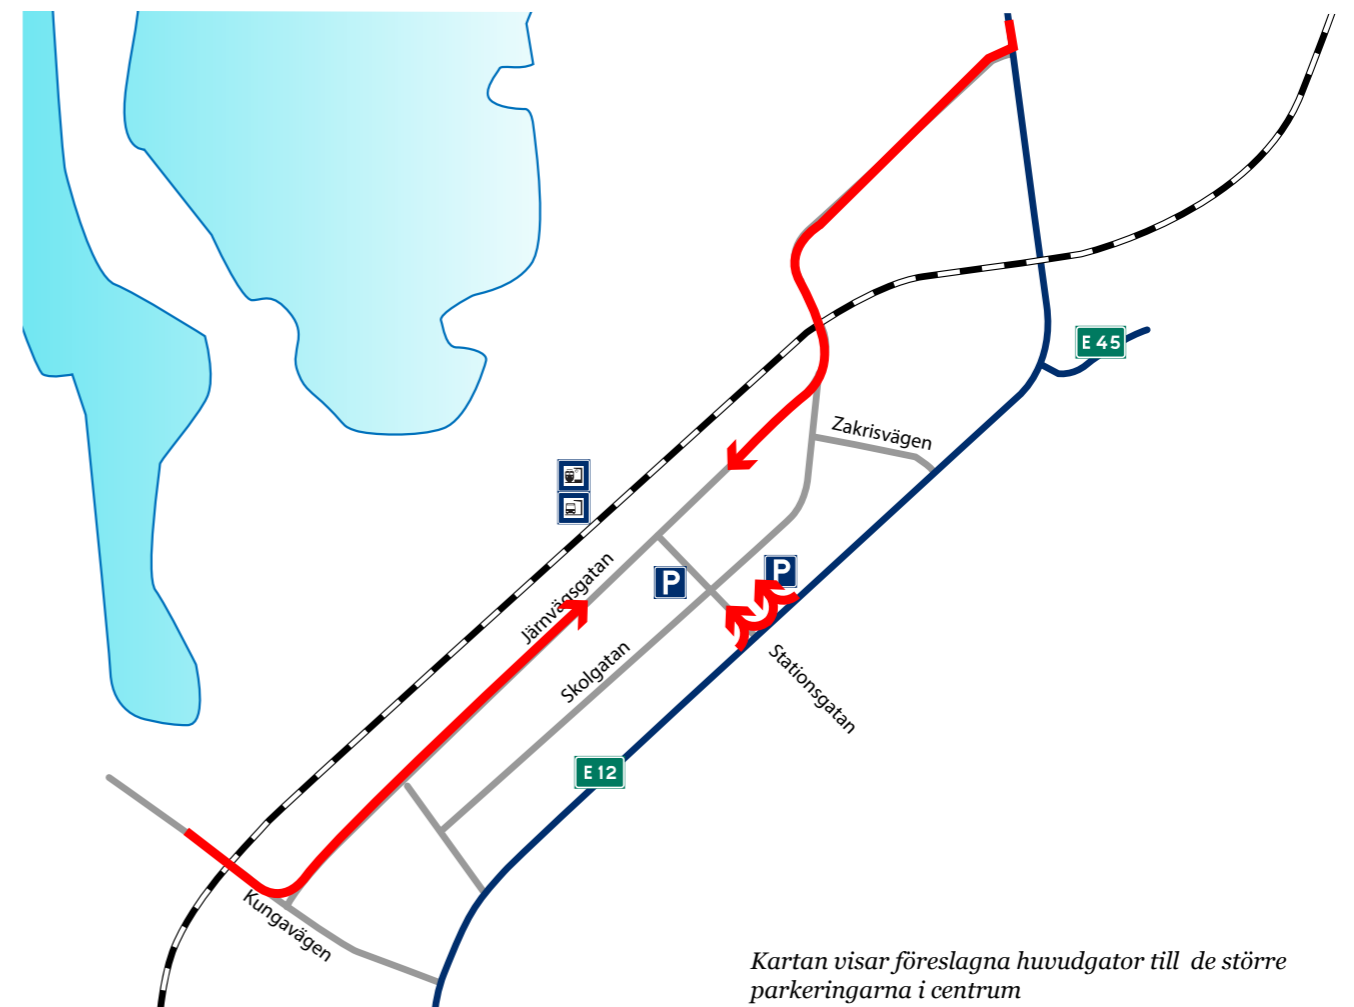 E 45
Zakrisvägen
Järnvägsgatan
P
P
Skolgatan
Stationsgatan
E 12
Kungavägen
Kartan visar föreslagna huvudgator till de större
parkeringarna i centrum